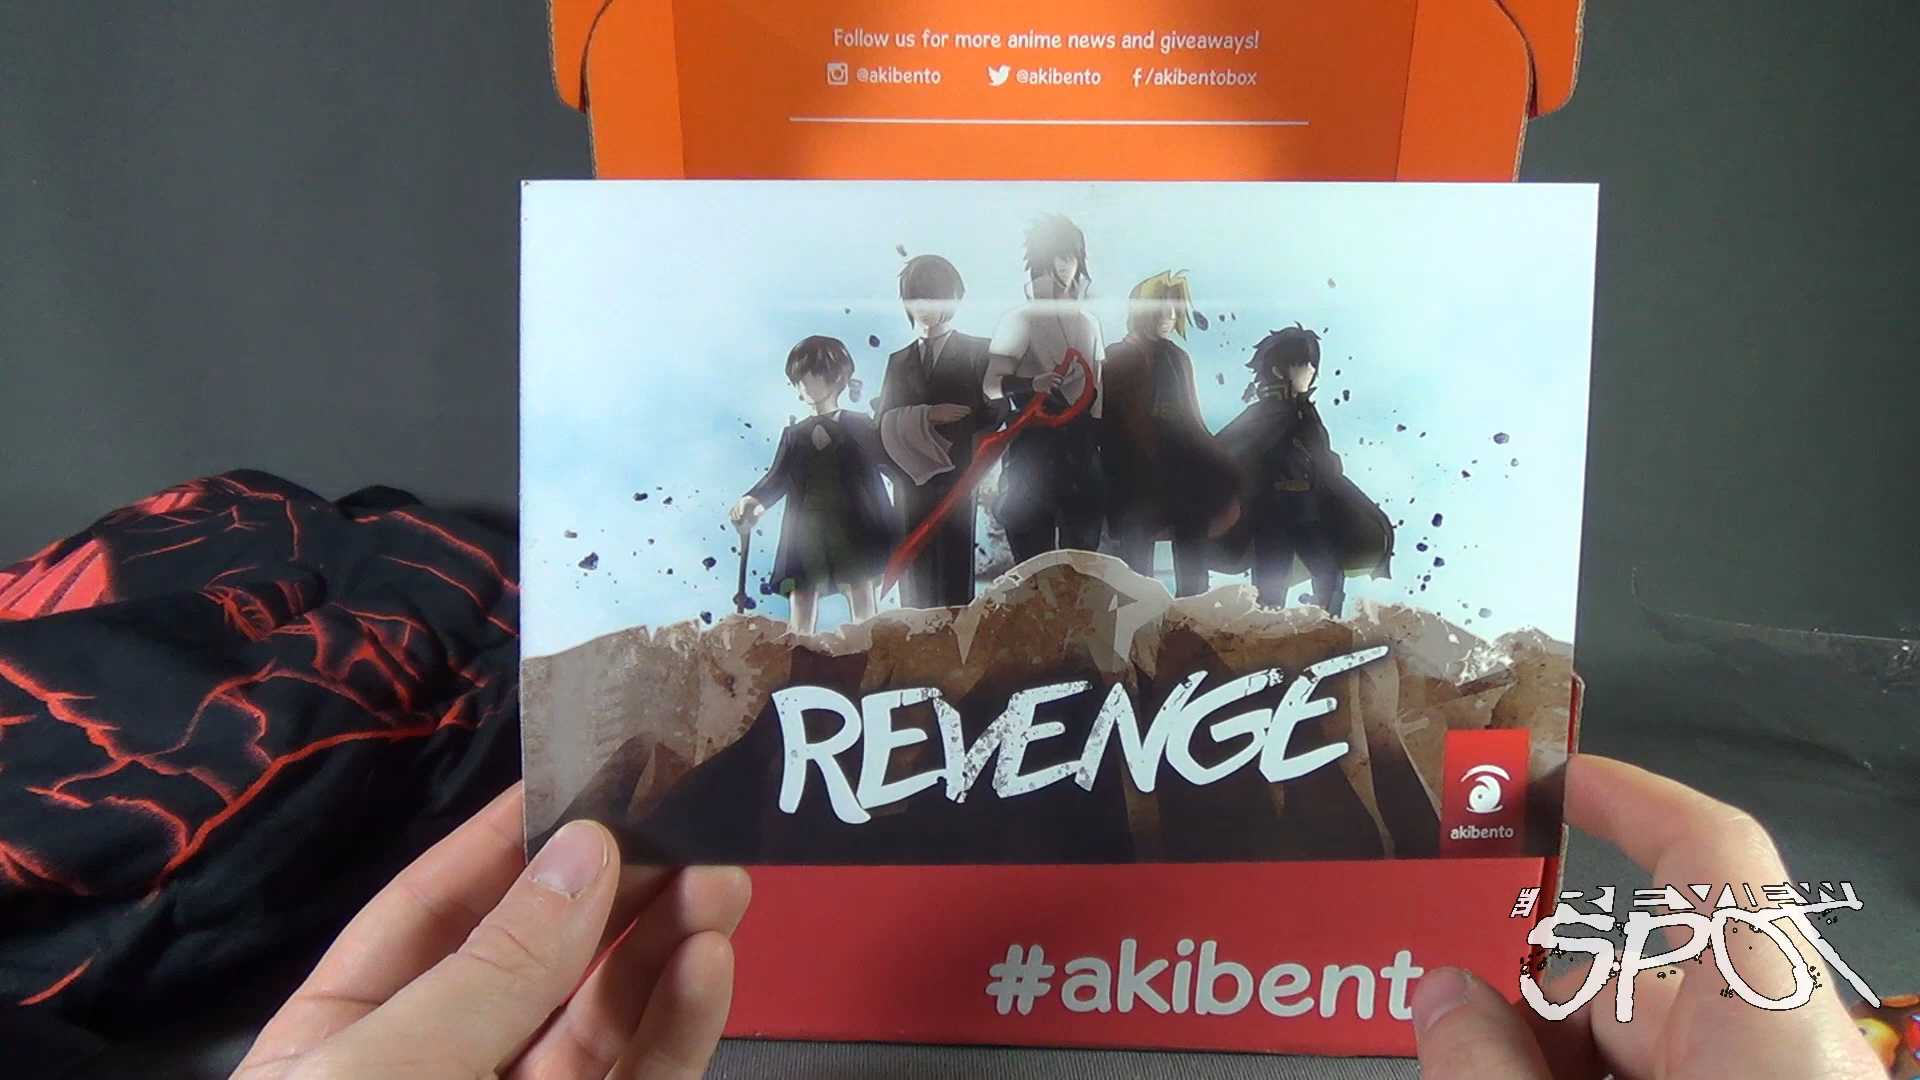 Follow us for more anime news and giveaways!
@akibento @akibento f/akibentobox
REVENGE
akibento
#akibent
THE REVIEW
SPOT